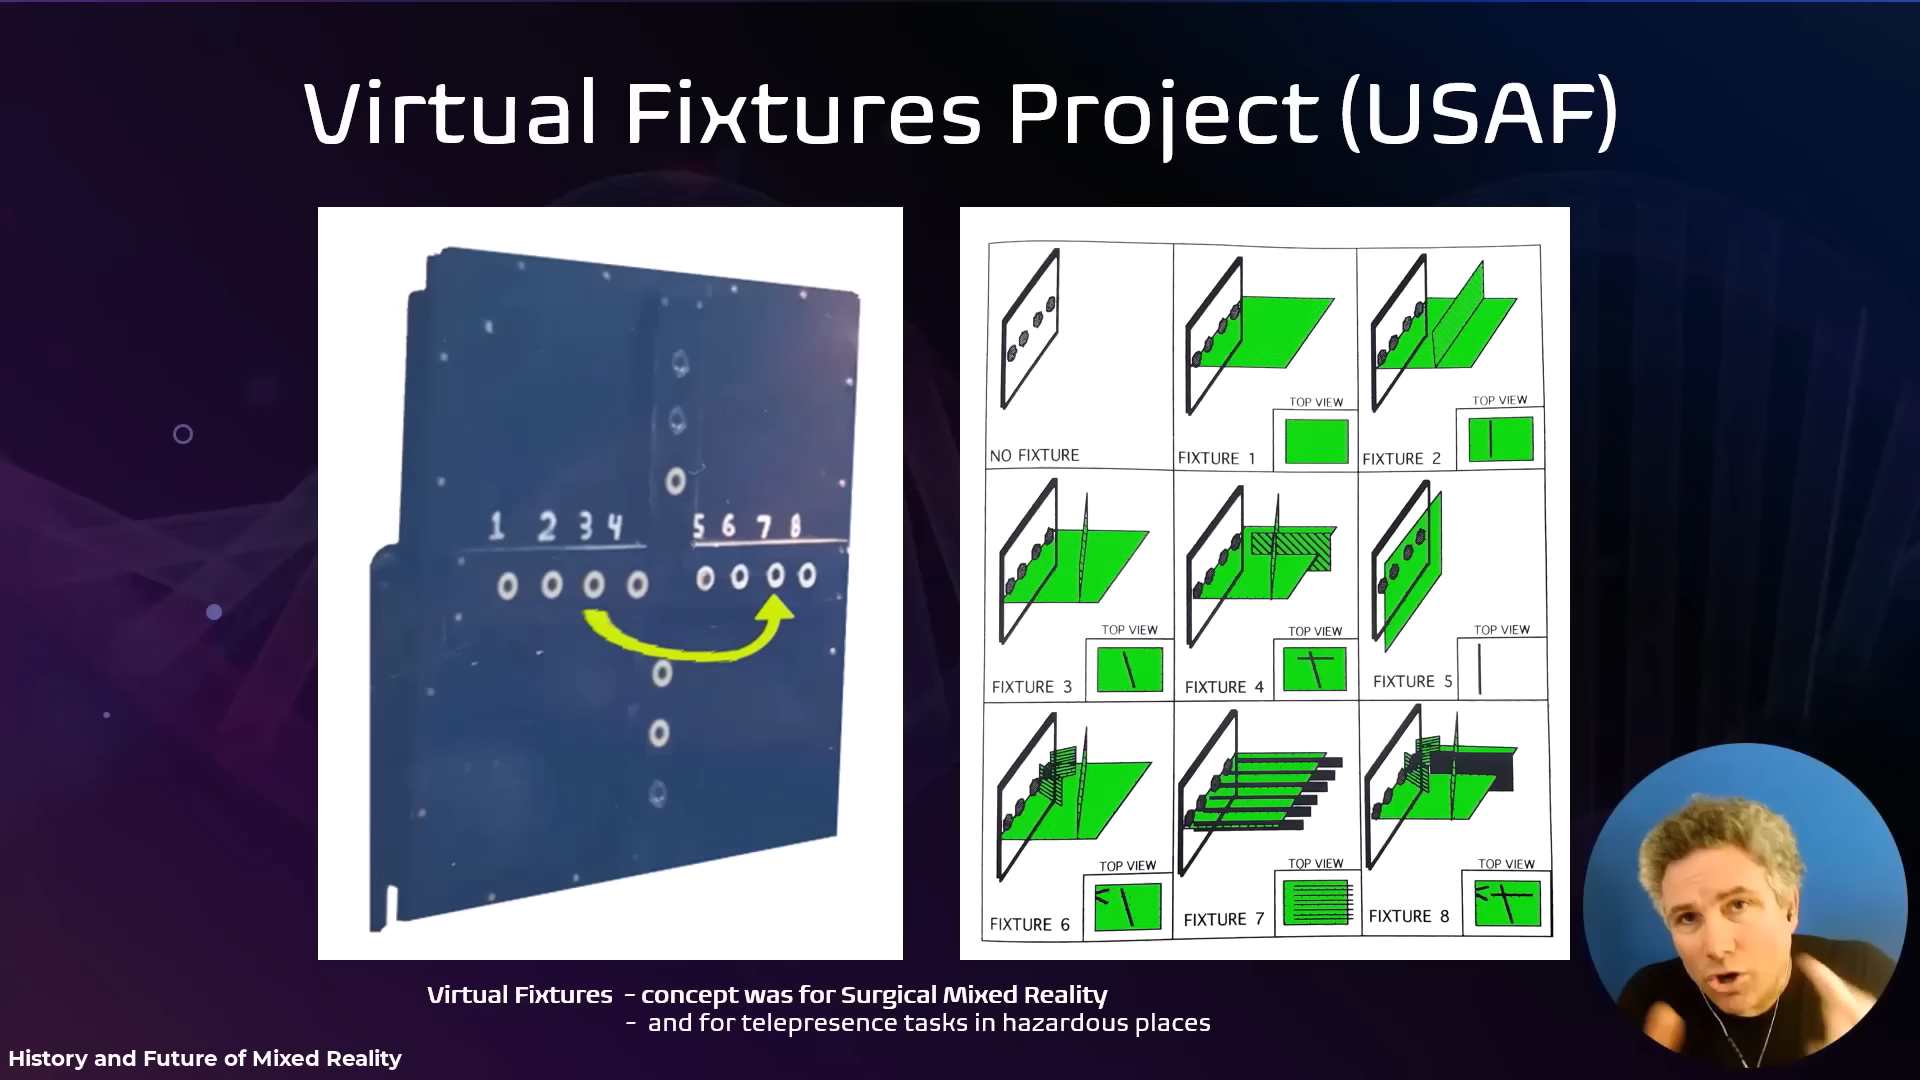 Virtual Fixtures Project (USAF)
1 2 3 4 5 6 7 8
NO FIXTURE
TOP VIEW
FIXTURE 1
TOP VIEW
FIXTURE 2
TOP VIEW
FIXTURE 3
TOP VIEW
FIXTURE 4
TOP VIEW
FIXTURE 5
TOP VIEW
FIXTURE 6
TOP VIEW
FIXTURE 7
TOP VIEW
FIXTURE 8
Virtual Fixtures - concept was for Surgical Mixed Reality
- and for telepresence tasks in hazardous places
History and Future of Mixed Reality